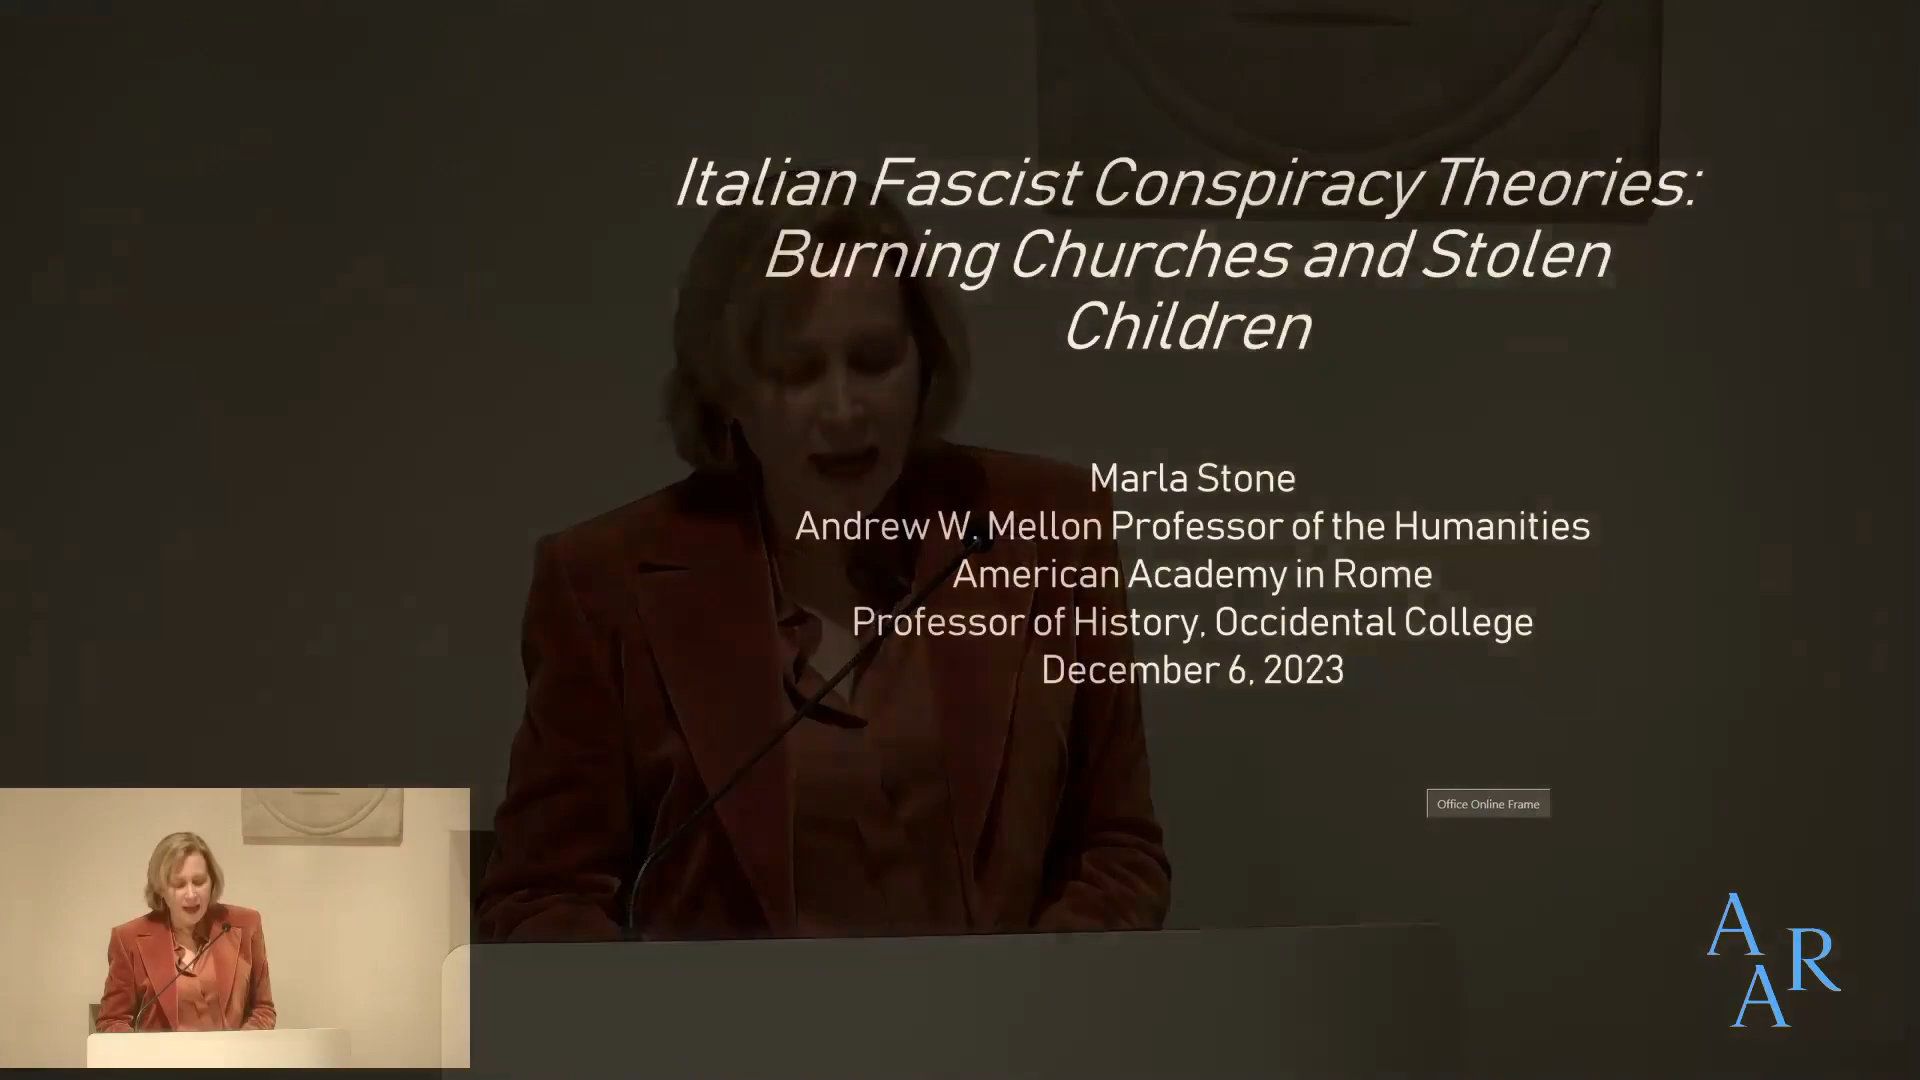 Italian Fascist Conspiracy Theories:
Burning Churches and Stolen
Children
Marla Stone
Andrew W. Mellon Professor of the Humanities
American Academy in Rome
Professor of History, Occidental College
December 6, 2023
Office Online Frame
A
R
A